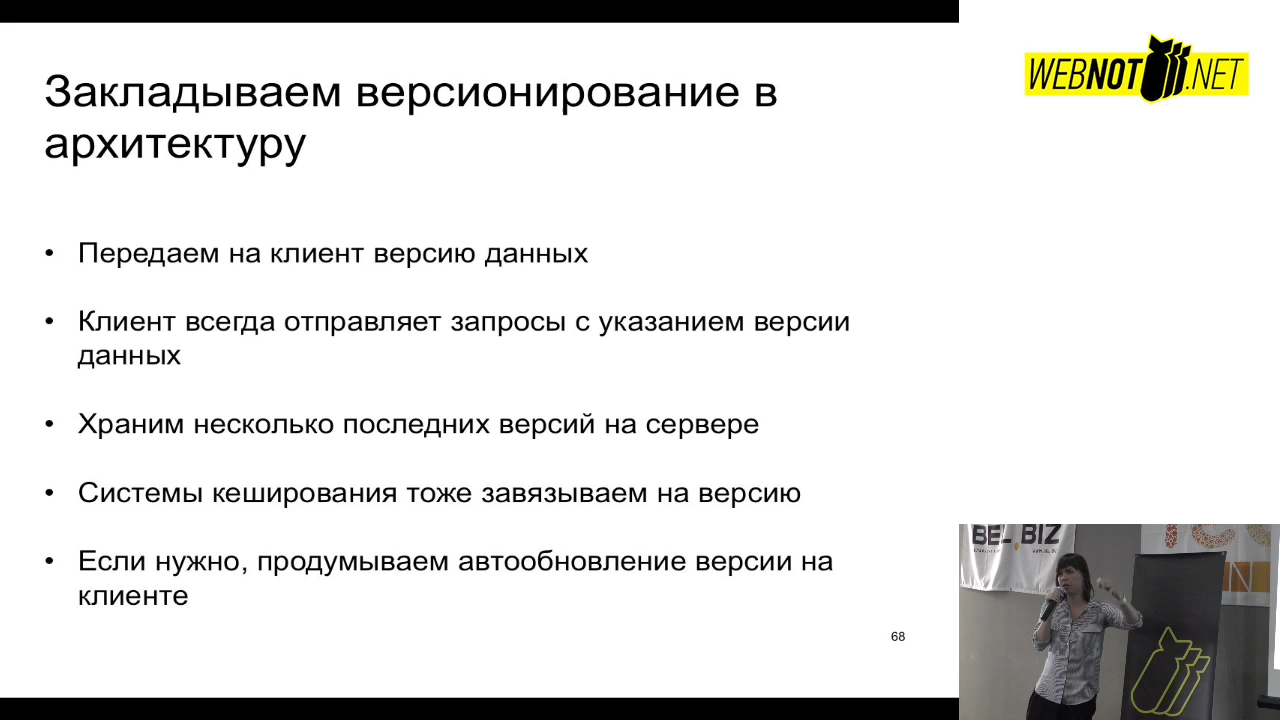 Закладываем версионирование в
архитектуру
• Передаем на клиент версию данных
• Клиент всегда отправляет запросы с указанием версии
данных
• Храним несколько последних версий на сервере
• Системы кеширования тоже завязываем на версию
• Если нужно, продумываем автообновление версии на
клиенте
68
WEBNOT.NET
BEL.BIZ